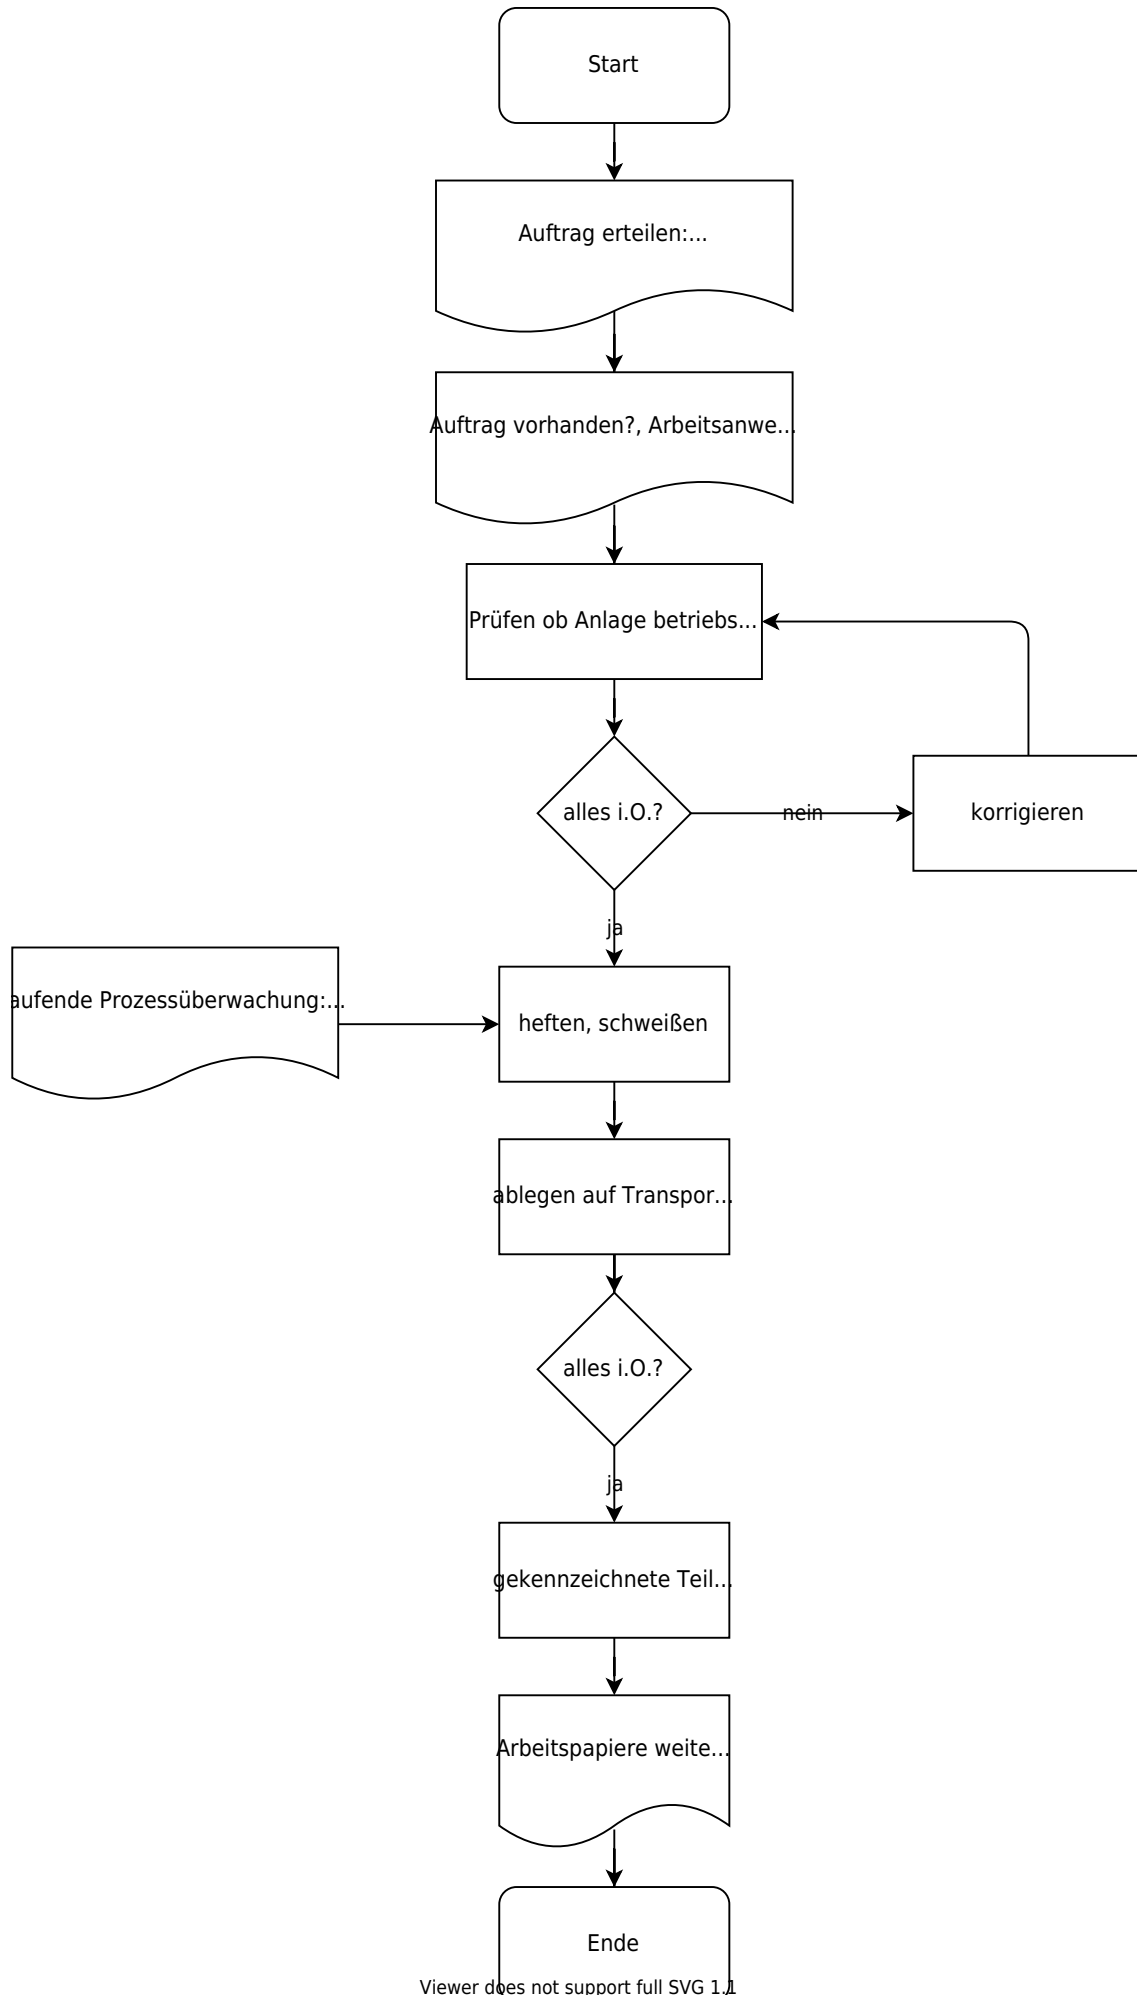 Start
Auftrag erteilen:...
Auftrag vorhanden?, Arbeitsanwe...
Prüfen ob Anlage betriebs...
alles i.O.?
nein
korrigieren
ja
aufende Prozessüberwachung:...
heften, schweißen
ablegen auf Transpor...
alles i.O.?
ja
gekennzeichnete Teil...
Arbeitspapiere weite...
Ende
Viewer does not support full SVG 1.1